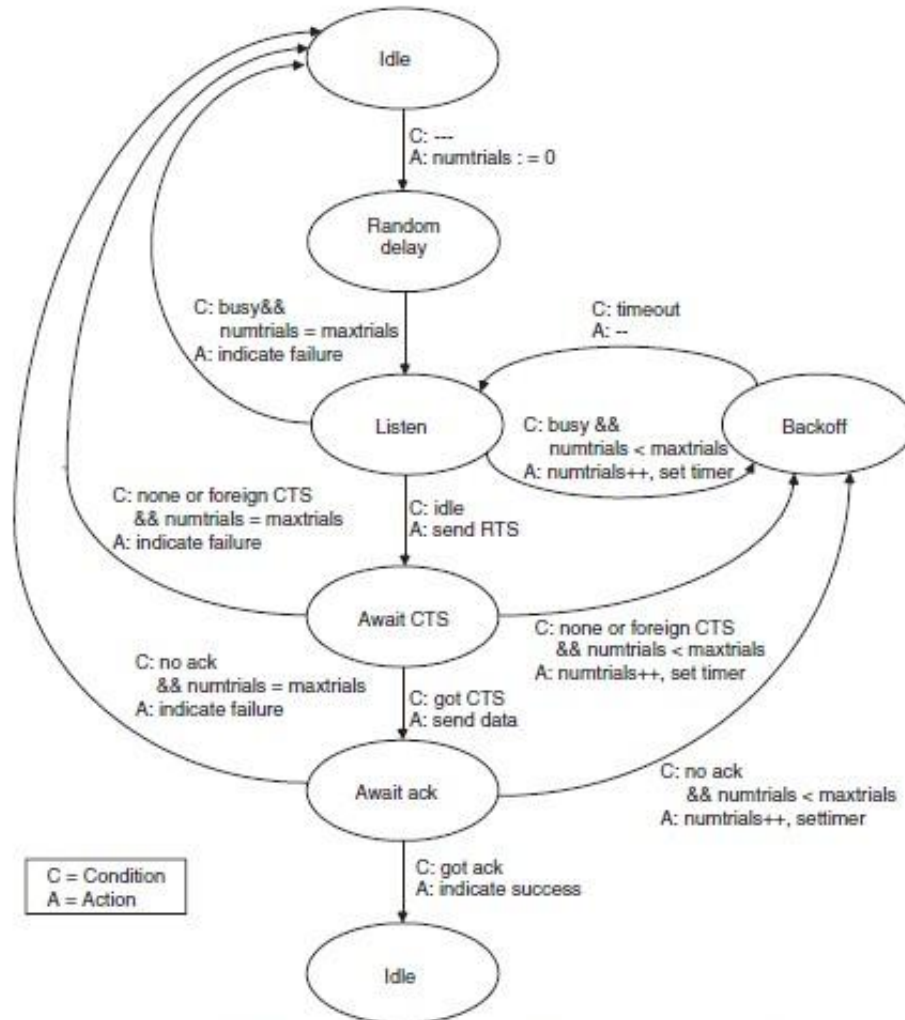 Idle
C: ---
A: numtrials : = 0
Random
delay
C: busy&&
numtrials = maxtrials
A: indicate failure
C: timeout
A: --
Listen
C: busy &&
numtrials < maxtrials
A: numtrials++, set timer
Backoff
C: none or foreign CTS
&& numtrials = maxtrials
A: indicate failure
C: idle
A: send RTS
Await CTS
C: none or foreign CTS
&& numtrials < maxtrials
A: numtrials++, set timer
C: no ack
&& numtrials = maxtrials
A: indicate failure
C: got CTS
A: send data
Await ack
C: no ack
&& numtrials < maxtrials
A: numtrials++, settimer
C = Condition
A = Action
C: got ack
A: indicate success
Idle